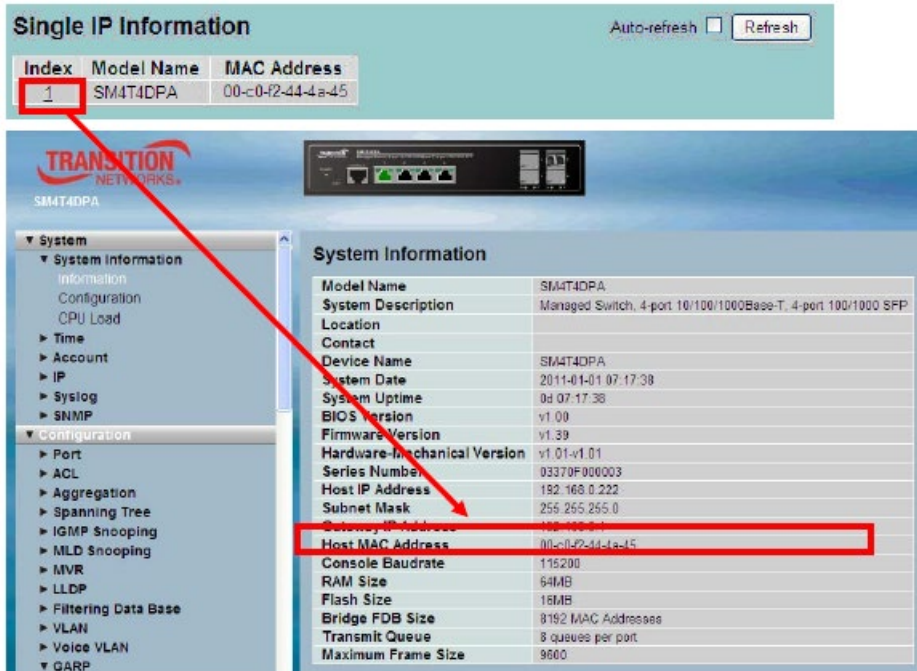 Single IP Information
Auto-refresh Refresh
Index Model Name MAC Address
1 SM4T4DPA 00-c0-f2-44-4a-45
TRANSITION
NETWORKS®
SM4T4DPA
▼ System
▼ System Information
Information
Configuration
CPU Load
► Time
► Account
► IP
► Syslog
► SNMP
▼ Configuration
► Port
► ACL
► Aggregation
► Spanning Tree
► IGMP Snooping
► MLD Snooping
► MVR
► LLDP
► Filtering Data Base
► VLAN
► Voice VLAN
▼ GARP
System Information
Model Name SM4T4DPA
System Description Managed Switch, 4-port 10/100/1000Base-T, 4-port 100/1000 SFP
Location
Contact
Device Name SM4T4DPA
System Date 2011-01-01 07:17:38
System Uptime 0d 07:17:38
BIOS Version v1.00
Firmware Version v1.39
Hardware-Mechanical Version v1.01-v1.01
Series Number 03370F000003
Host IP Address 192.168.0.222
Subnet Mask 255.255.255.0
Gateway IP Address
Host MAC Address 00-c0-f2-44-4a-45
Console Baudrate 115200
RAM Size 64MB
Flash Size 16MB
Bridge FDB Size 8192 MAC Addresses
Transmit Queue 8 queues per port
Maximum Frame Size 9600